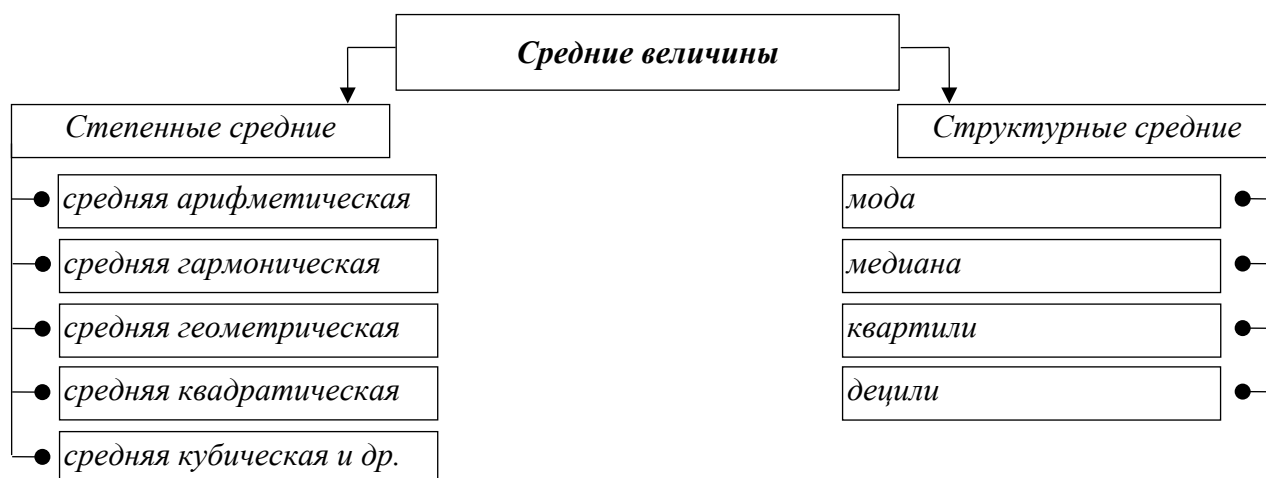 Средние величины
Степенные средние
средняя арифметическая
средняя гармоническая
средняя геометрическая
средняя квадратическая
средняя кубическая и др.
Структурные средние
мода
медиана
квартили
децили